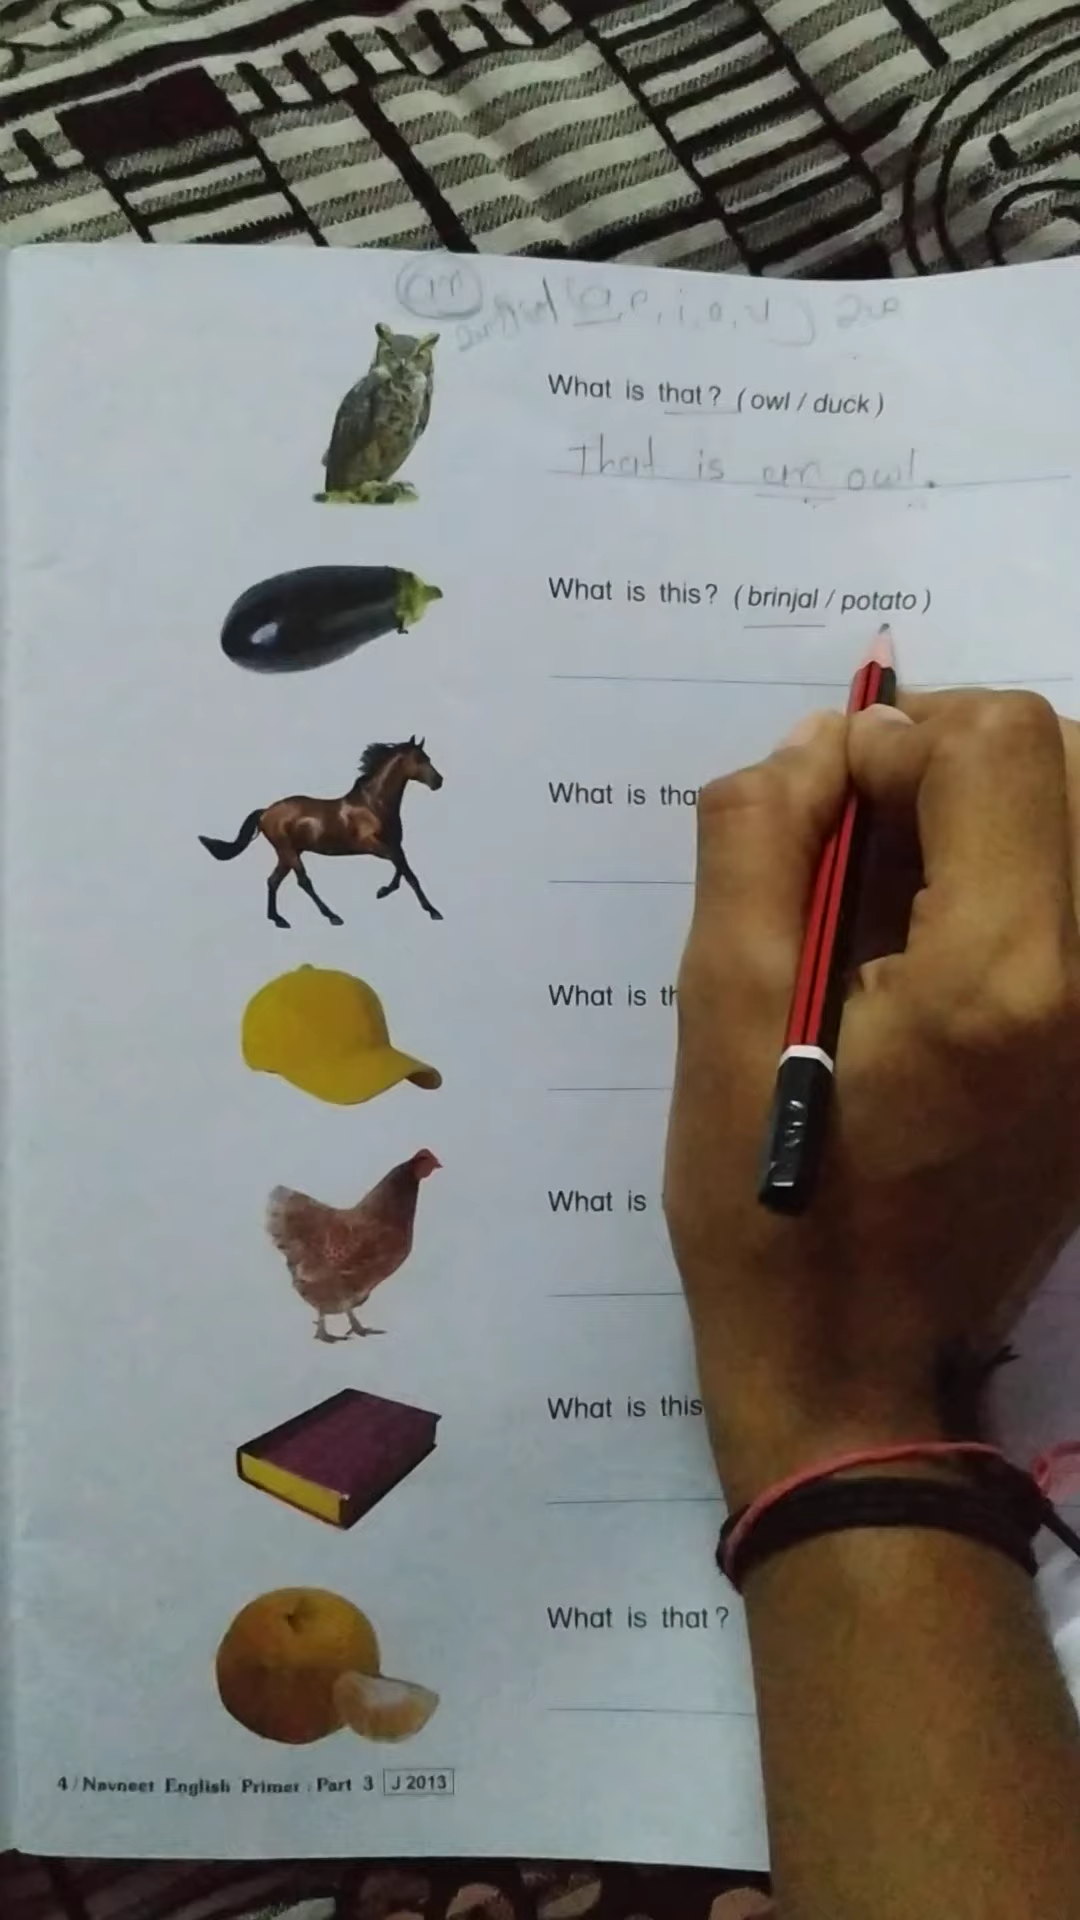 an (a, e, i, o, u)
What is that? (owl / duck)
That is an owl.
What is this? (brinjal / potato)
What is tha
What is th
What is
What is this
What is that?
4 / Navneet English Primer : Part 3 J 2013